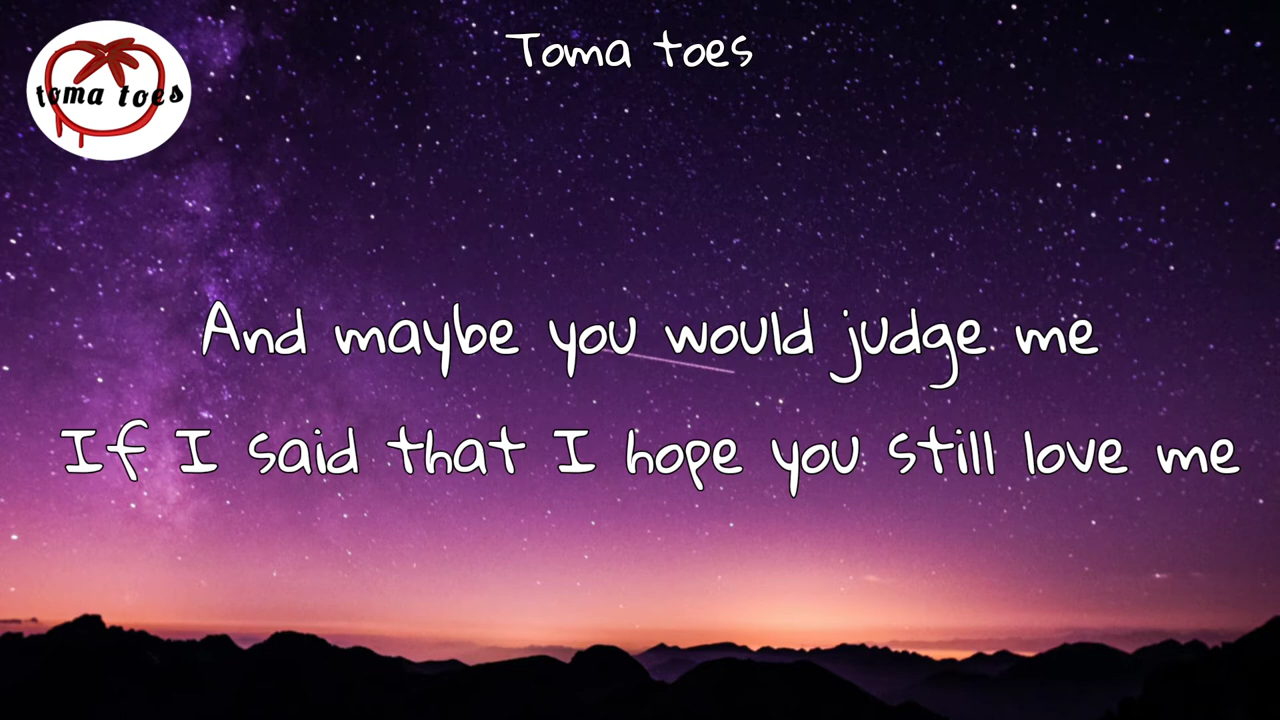 toma toes
Toma toes
And maybe you would judge me
If I said that I hope you still love me